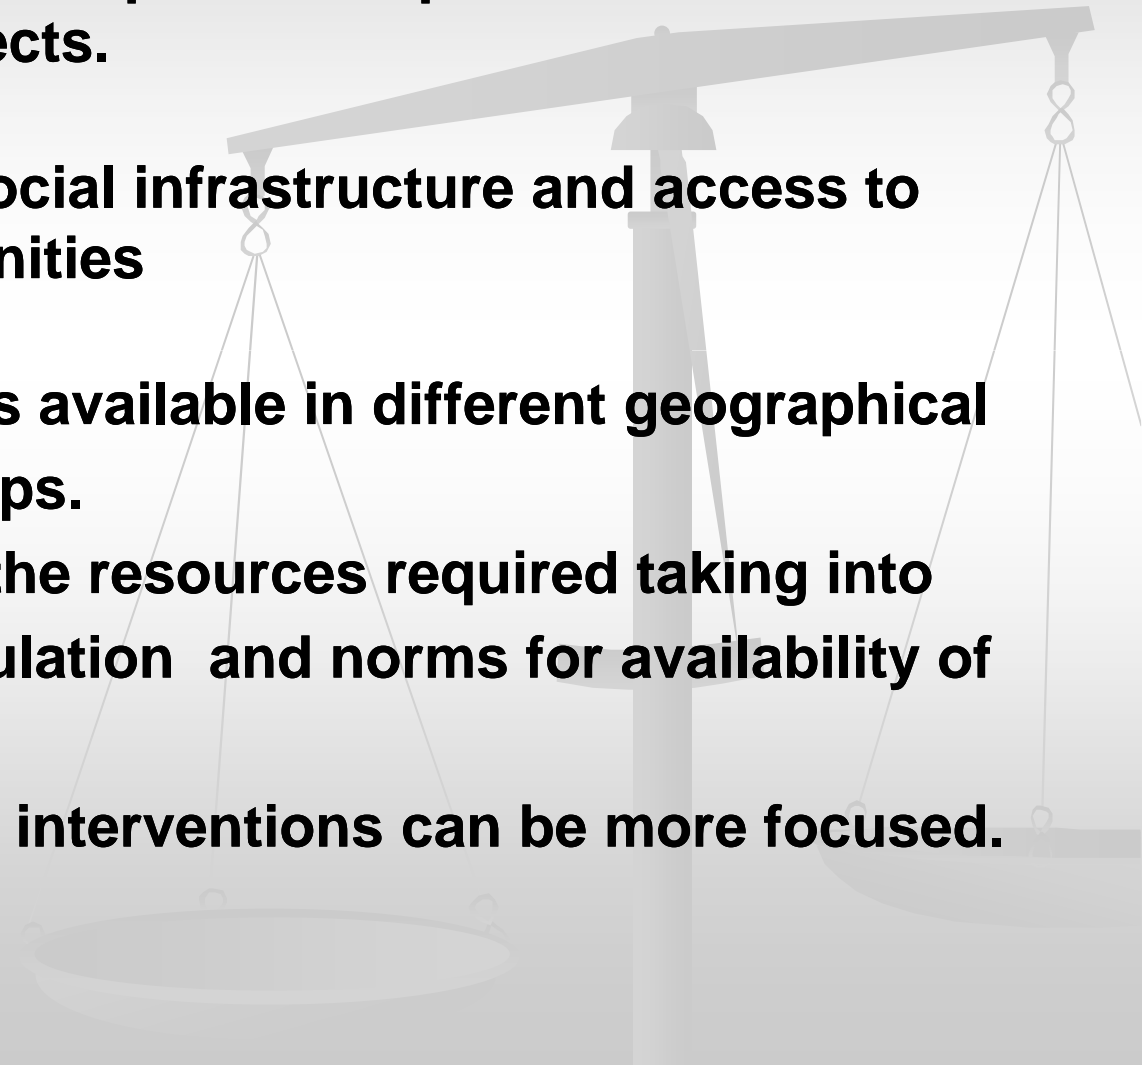 ects.
ocial infrastructure and access to
nities
s available in different geographical
ps.
the resources required taking into
ulation and norms for availability of
interventions can be more focused.